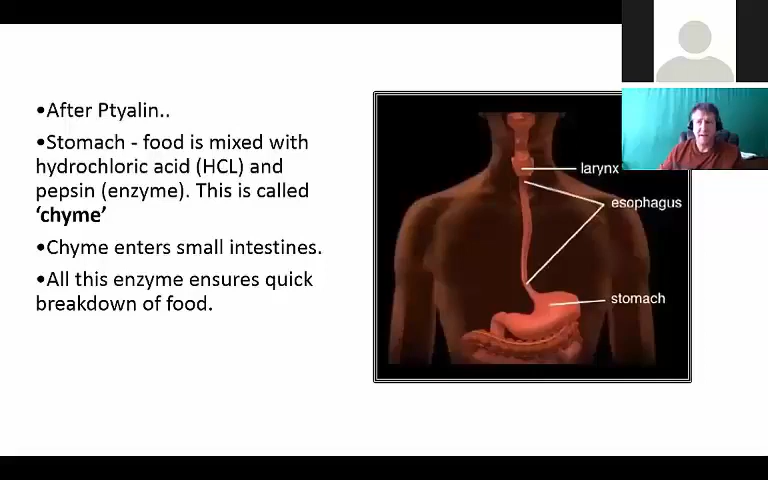 •After Ptyalin..
•Stomach - food is mixed with
hydrochloric acid (HCL) and
pepsin (enzyme). This is called
‘chyme’
•Chyme enters small intestines.
•All this enzyme ensures quick
breakdown of food.
larynx
esophagus
stomach